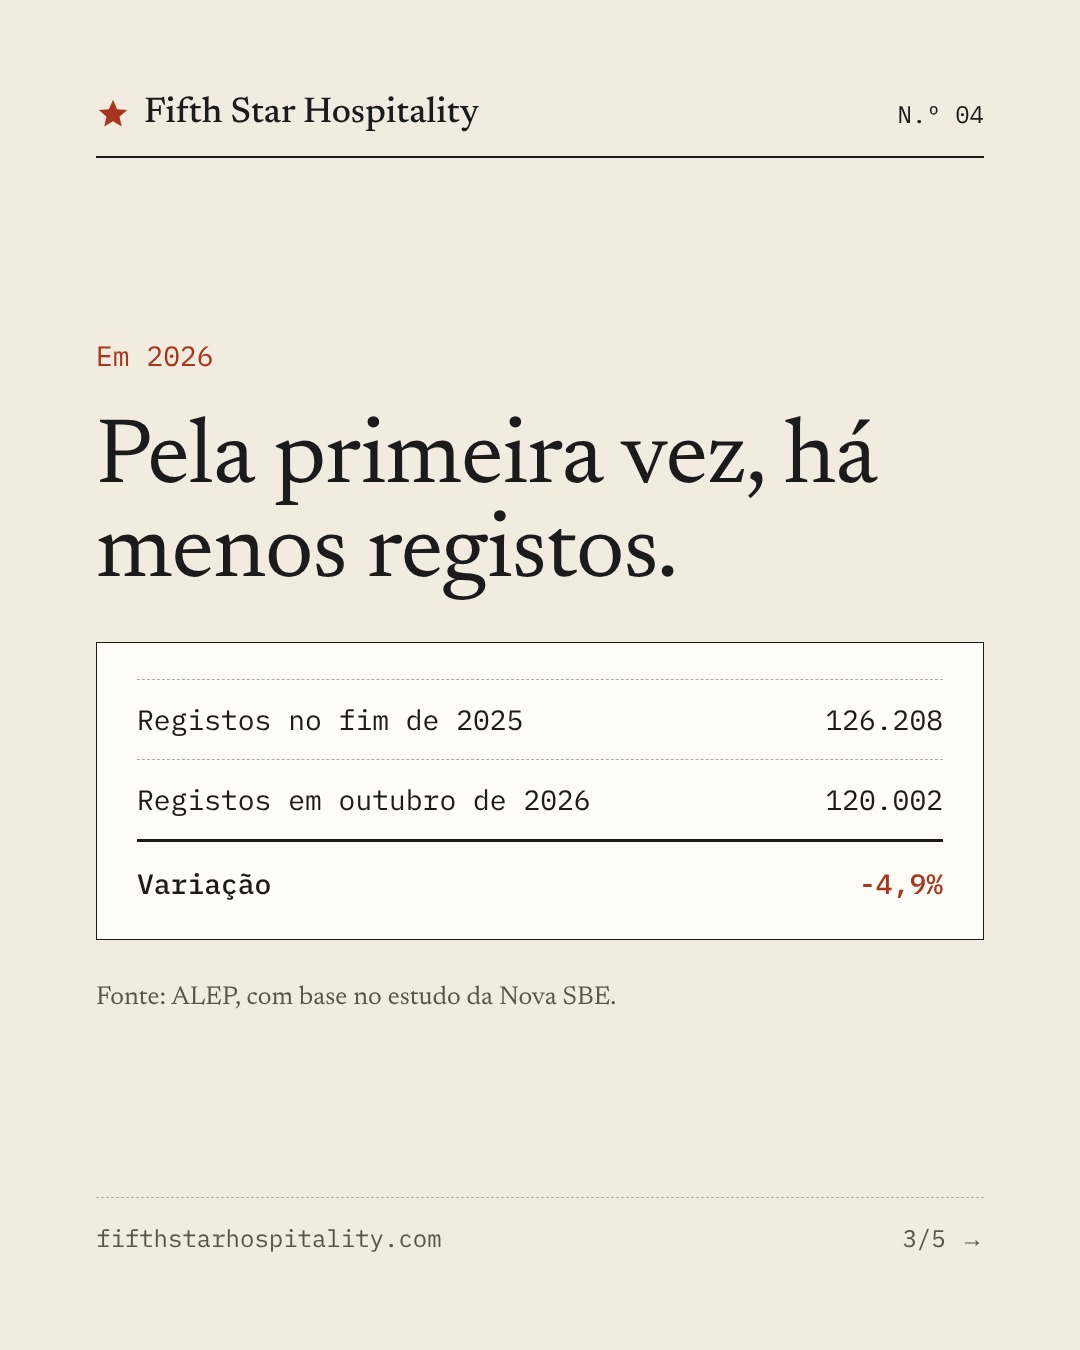 Fifth Star Hospitality
N.º 04
Em 2026
Pela primeira vez, há
menos registos.
Registos no fim de 2025 126.208
Registos em outubro de 2026 120.002
Variação -4,9%
Fonte: ALEP, com base no estudo da Nova SBE.
fifthstarhospitality.com
3/5 →